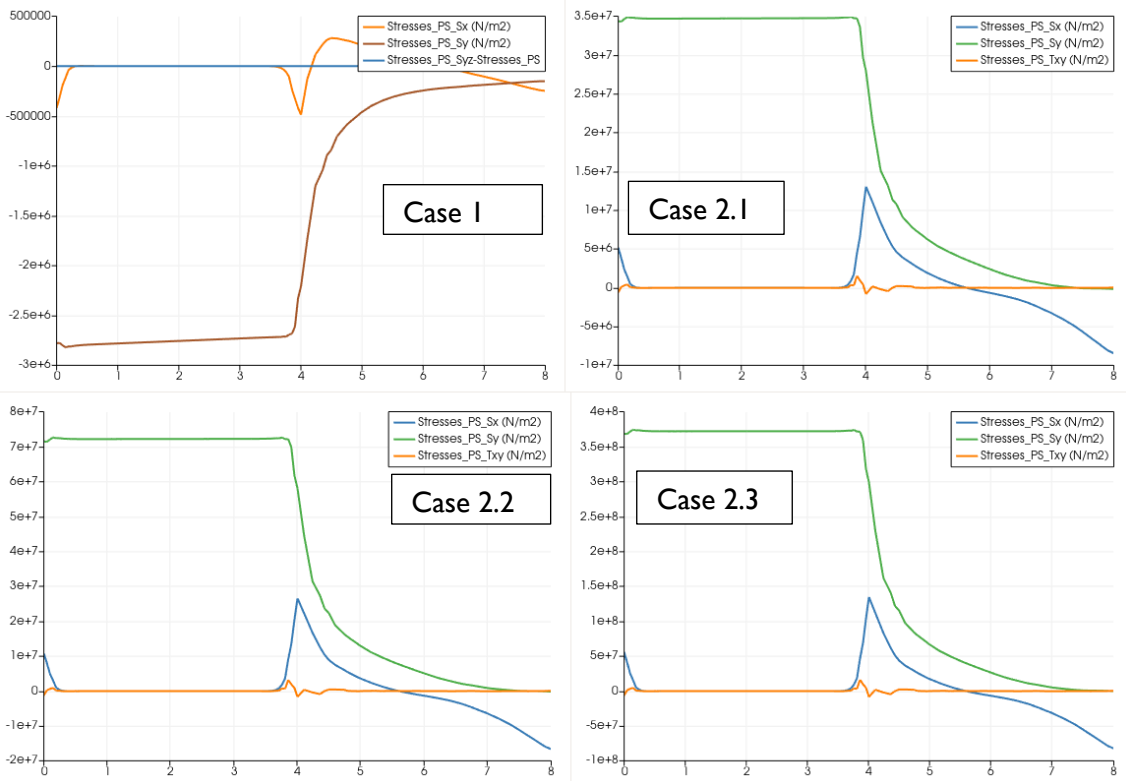 500000
0
-500000
-1e+6
-1.5e+6
-2e+6
-2.5e+6
-3e+6
0 1 2 3 4 5 6 7 8
Stresses_PS_Sx (N/m2)
Stresses_PS_Sy (N/m2)
Stresses_PS_Syz-Stresses_PS
Case 1
3.5e+7
3e+7
2.5e+7
2e+7
1.5e+7
1e+7
5e+6
0
-5e+6
-1e+7
0 1 2 3 4 5 6 7 8
Stresses_PS_Sx (N/m2)
Stresses_PS_Sy (N/m2)
Stresses_PS_Txy (N/m2)
Case 2.1
8e+7
7e+7
6e+7
5e+7
4e+7
3e+7
2e+7
1e+7
0
-1e+7
-2e+7
0 1 2 3 4 5 6 7 8
Stresses_PS_Sx (N/m2)
Stresses_PS_Sy (N/m2)
Stresses_PS_Txy (N/m2)
Case 2.2
4e+8
3.5e+8
3e+8
2.5e+8
2e+8
1.5e+8
1e+8
5e+7
0
-5e+7
-1e+8
0 1 2 3 4 5 6 7 8
Stresses_PS_Sx (N/m2)
Stresses_PS_Sy (N/m2)
Stresses_PS_Txy (N/m2)
Case 2.3